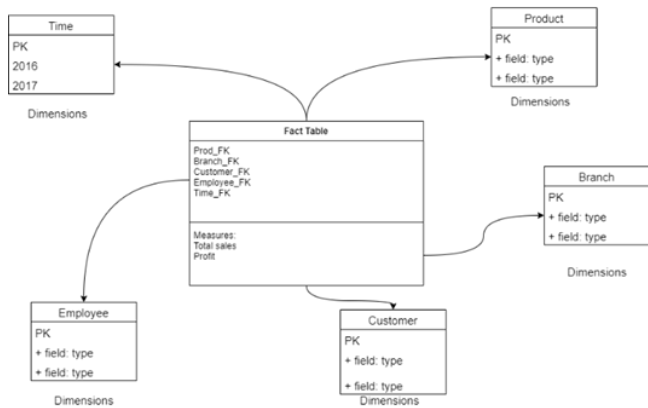 Time
PK
2016
2017
Dimensions
Product
PK
+ field: type
+ field: type
Dimensions
Fact Table
Prod_FK
Branch_FK
Customer_FK
Employee_FK
Time_FK
Measures:
Total sales
Profit
Branch
PK
+ field: type
+ field: type
Dimensions
Employee
PK
+ field: type
+ field: type
Dimensions
Customer
PK
+ field: type
+ field: type
Dimensions